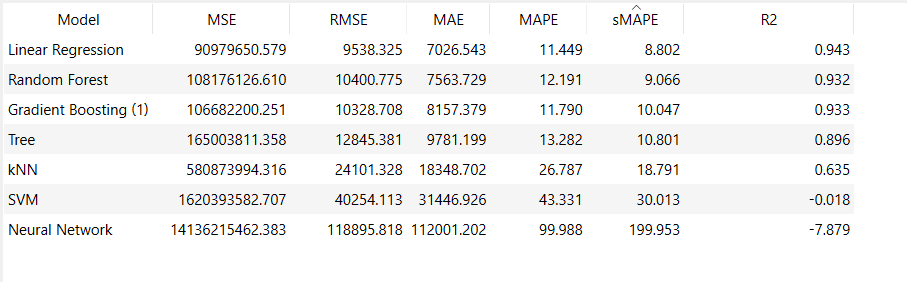 Model MSE RMSE MAE MAPE sMAPE R2
Linear Regression 90979650.579 9538.325 7026.543 11.449 8.802 0.943
Random Forest 108176126.610 10400.775 7563.729 12.191 9.066 0.932
Gradient Boosting (1) 106682200.251 10328.708 8157.379 11.790 10.047 0.933
Tree 165003811.358 12845.381 9781.199 13.282 10.801 0.896
kNN 580873994.316 24101.328 18348.702 26.787 18.791 0.635
SVM 1620393582.707 40254.113 31446.926 43.331 30.013 -0.018
Neural Network 14136215462.383 118895.818 112001.202 99.988 199.953 -7.879